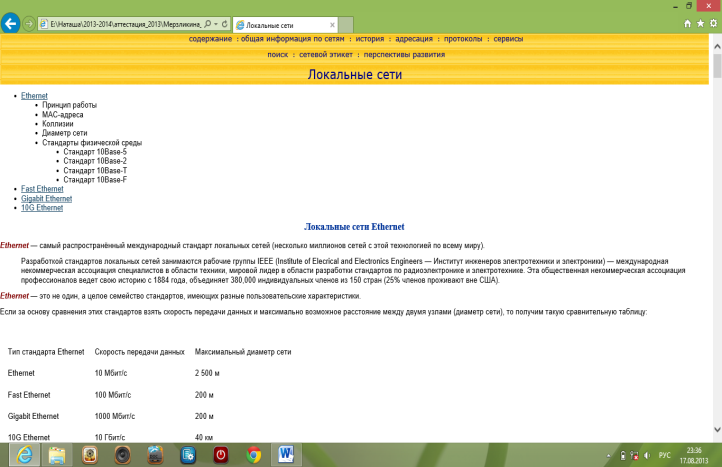 E:\Наташа\2013-2014\аттестация_2013\Мерзликина_
Локальные сети
содержание : общая информация по сетям : история : адресация : протоколы : сервисы
поиск : сетевой этикет : перспективы развития
Локальные сети
Ethernet
Принцип работы
MAC-адреса
Коллизии
Диаметр сети
Стандарты физической среды
Стандарт 10Base-5
Стандарт 10Base-2
Стандарт 10Base-T
Стандарт 10Base-F
Fast Ethernet
Gigabit Ethernet
10G Ethernet
Локальные сети Ethernet
Ethernet — самый распространённый международный стандарт локальных сетей (несколько миллионов сетей с этой технологией по всему миру).
Разработкой стандартов локальных сетей занимаются рабочие группы IEEE (Institute of Elecrical and Electronics Engineers — Институт инженеров электротехники и электроники) — международная
некоммерческая ассоциация специалистов в области техники, мировой лидер в области разработки стандартов по радиоэлектронике и электротехнике. Эта общественная некоммерческая ассоциация
профессионалов ведет свою историю с 1884 года, объединяет 380,000 индивидуальных членов из 150 стран (25% членов проживают вне США).
Ethernet — это не один, а целое семейство стандартов, имеющих разные пользовательские характеристики.
Если за основу сравнения этих стандартов взять скорость передачи данных и максимально возможное расстояние между двумя узлами (диаметр сети), то получим такую сравнительную таблицу:
Тип стандарта Ethernet Скорость передачи данных Максимальный диаметр сети
Ethernet 10 Мбит/с 2 500 м
Fast Ethernet 100 Мбит/с 200 м
Gigabit Ethernet 1000 Мбит/с 200 м
10G Ethernet 10 Гбит/с 40 км
РУС
23:36
17.08.2013